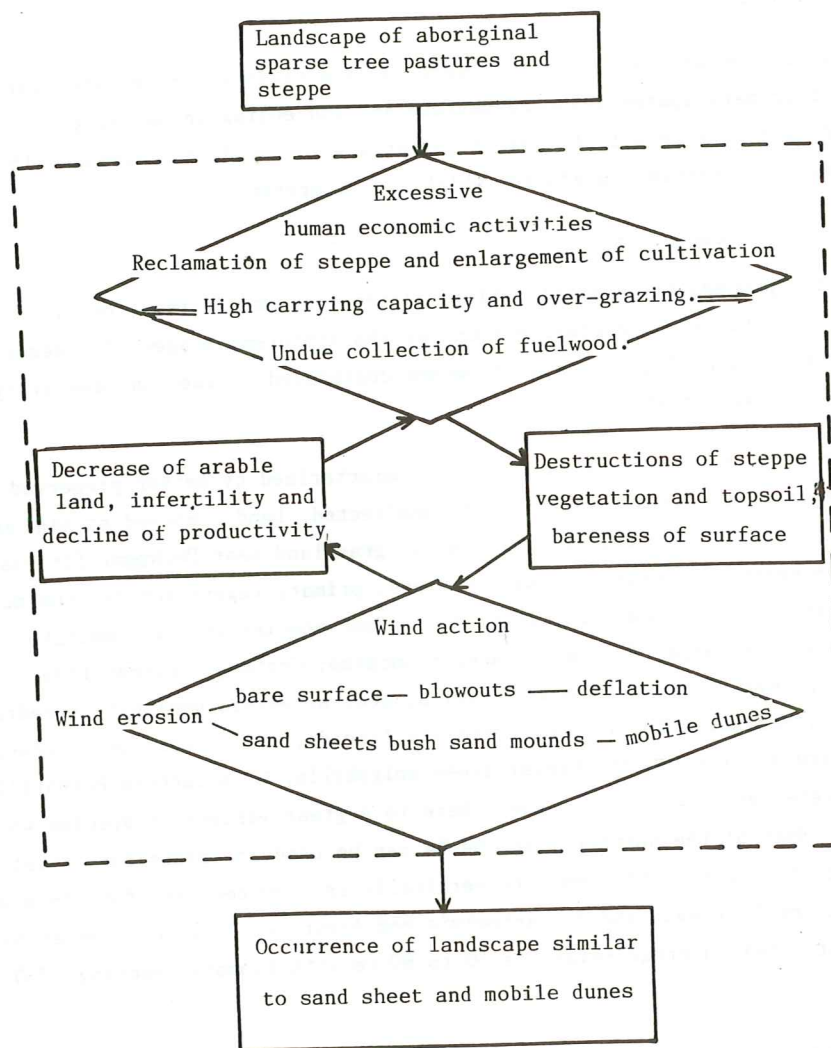 Landscape of aboriginal
sparse tree pastures and
steppe
Excessive
human economic activities
Reclamation of steppe and enlargement of cultivation
High carrying capacity and over-grazing.
Undue collection of fuelwood.
Decrease of arable
land, infertility and
decline of productivity
Destructions of steppe
vegetation and topsoil,
bareness of surface
Wind action
bare surface — blowouts — deflation
Wind erosion
sand sheets bush sand mounds — mobile dunes
Occurrence of landscape similar
to sand sheet and mobile dunes